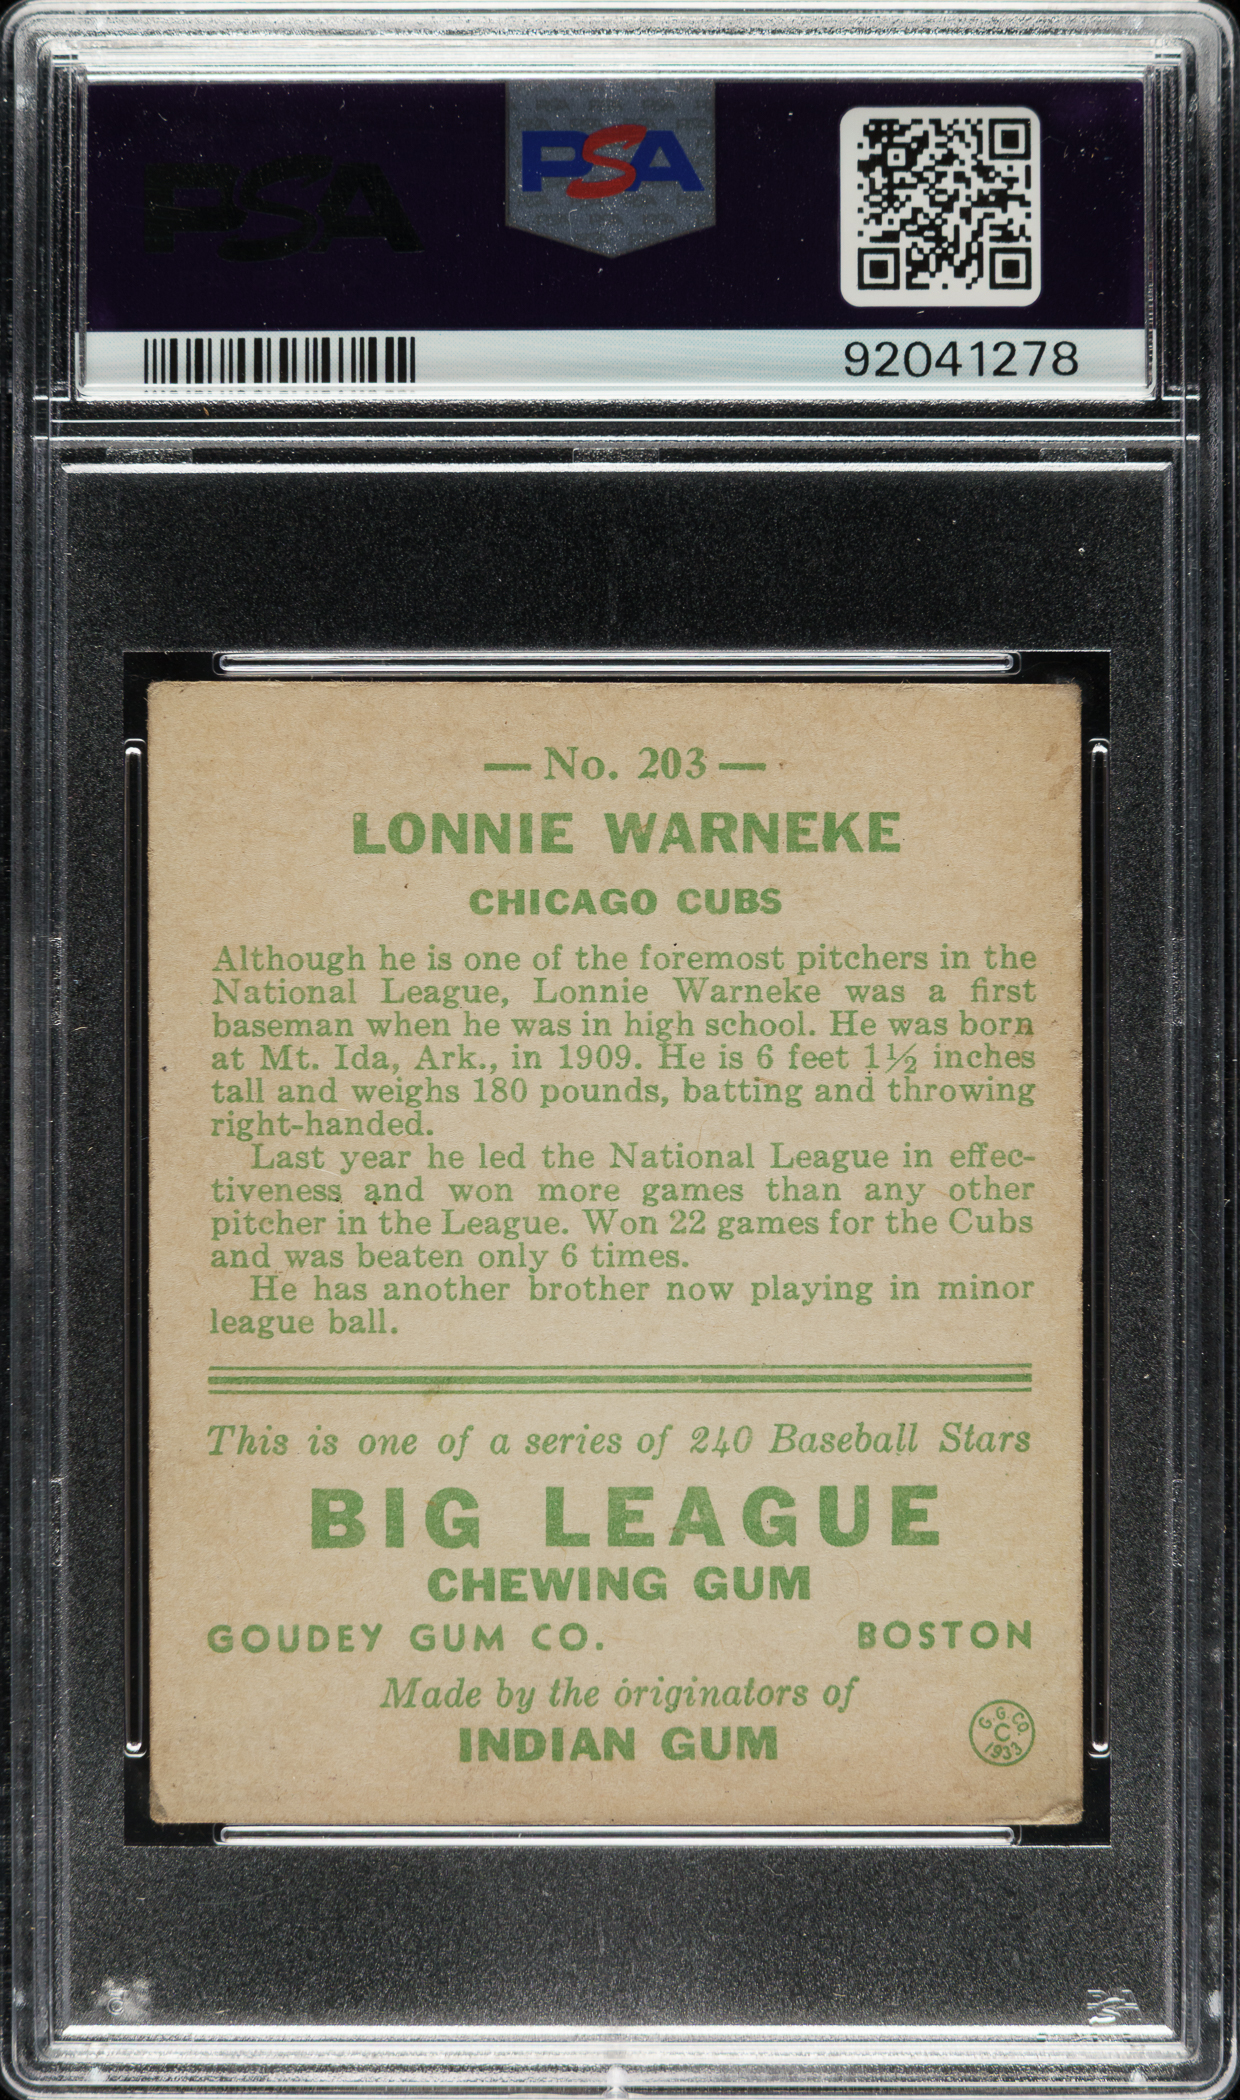 PSA
PSA
92041278
— No. 203 —
LONNIE WARNEKE
CHICAGO CUBS
Although he is one of the foremost pitchers in the
National League, Lonnie Warneke was a first
baseman when he was in high school. He was born
at Mt. Ida, Ark., in 1909. He is 6 feet 1½ inches
tall and weighs 180 pounds, batting and throwing
right-handed.
Last year he led the National League in effec-
tiveness and won more games than any other
pitcher in the League. Won 22 games for the Cubs
and was beaten only 6 times.
He has another brother now playing in minor
league ball.
This is one of a series of 240 Baseball Stars
BIG LEAGUE
CHEWING GUM
GOUDEY GUM CO. BOSTON
Made by the originators of
INDIAN GUM
G.G.CO.
C
1933
PSA